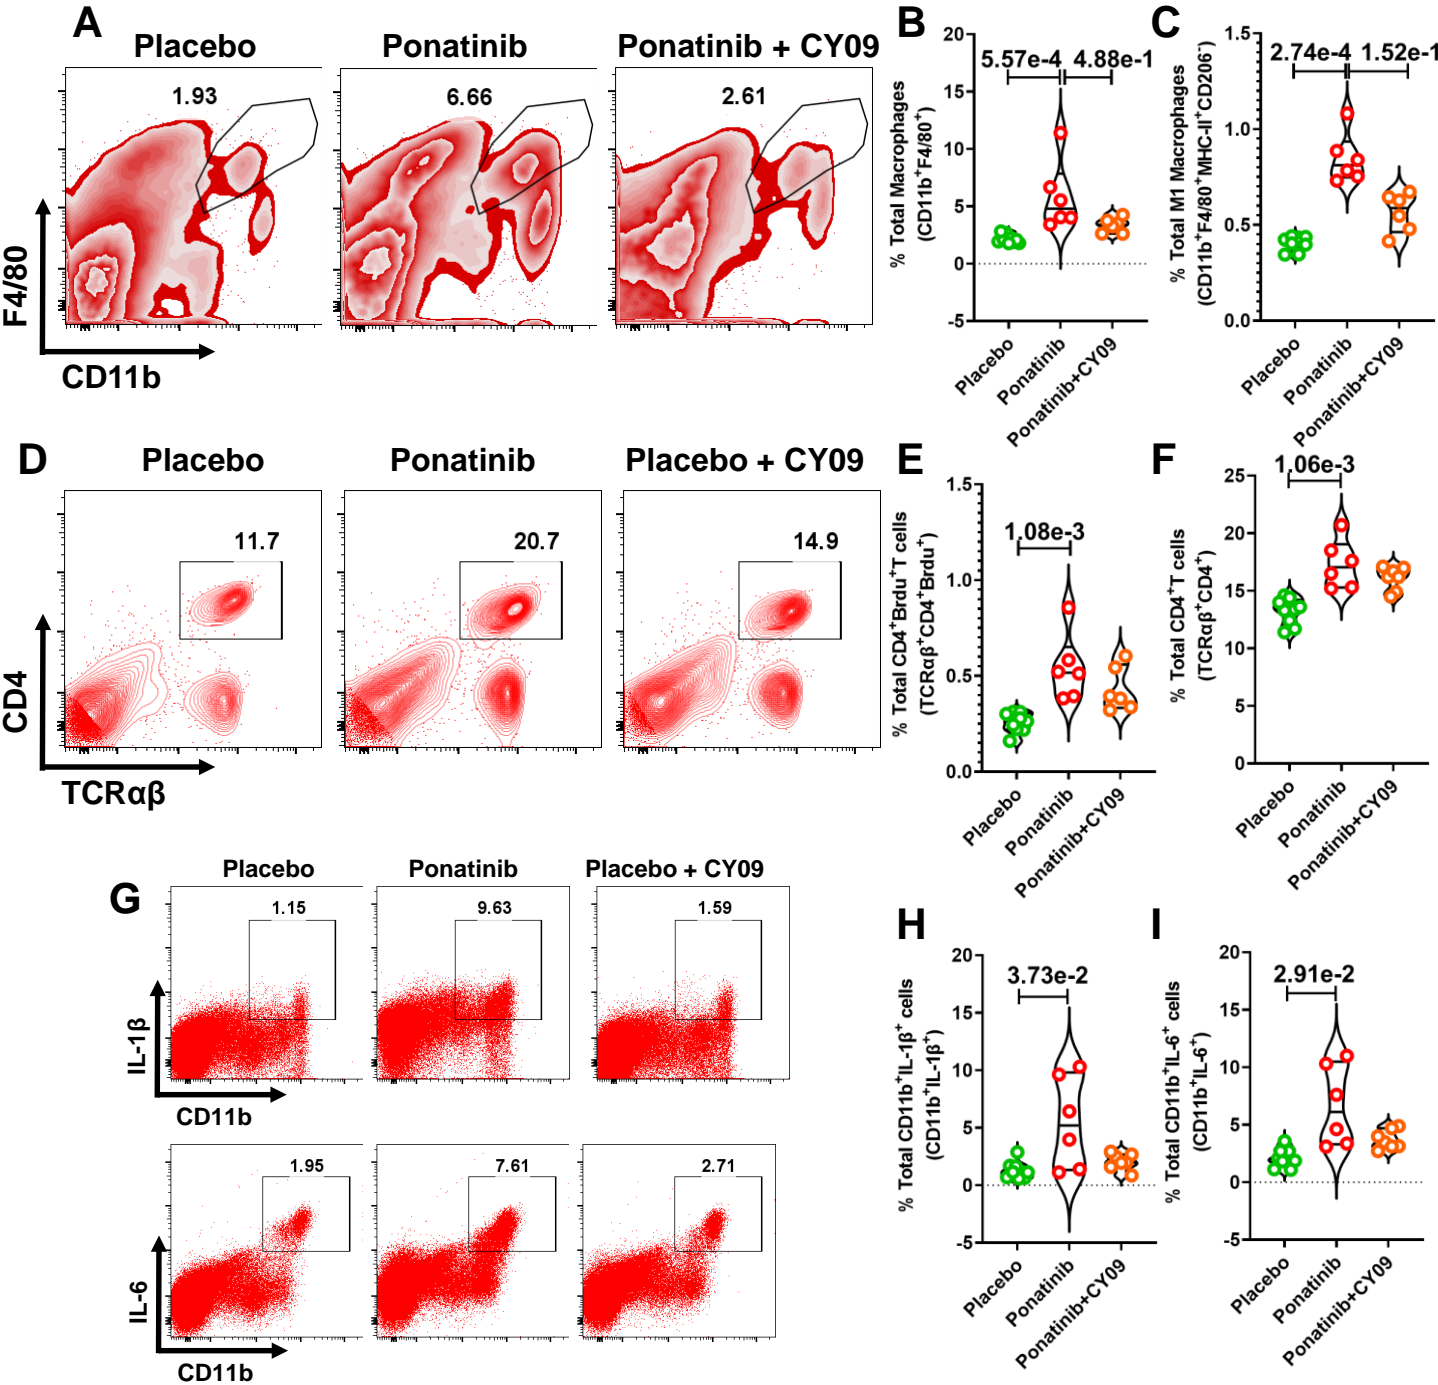 A
Placebo
Ponatinib
Ponatinib + CY09
1.93
6.66
2.61
F4/80
CD11b
B
% Total Macrophages
(CD11b+F4/80+)
20
15
10
5
0
-5
5.57e-4
4.88e-1
Placebo
Ponatinib
Ponatinib+CY09
C
% Total M1 Macrophages
(CD11b+F4/80+MHC-II+CD206-)
1.5
1.0
0.5
0.0
2.74e-4
1.52e-1
Placebo
Ponatinib
Ponatinib+CY09
D
Placebo
Ponatinib
Placebo + CY09
11.7
20.7
14.9
CD4
TCRαβ
E
% Total CD4+Brdu+T cells
(TCRαβ+CD4+Brdu+)
1.5
1.0
0.5
0.0
1.08e-3
Placebo
Ponatinib
Ponatinib+CY09
F
% Total CD4+T cells
(TCRαβ+CD4+)
25
20
15
10
5
0
1.06e-3
Placebo
Ponatinib
Ponatinib+CY09
G
Placebo
Ponatinib
Placebo + CY09
1.15
9.63
1.59
IL-1β
CD11b
1.95
7.61
2.71
IL-6
CD11b
H
% Total CD11b+IL-1β+ cells
(CD11b+IL-1β+)
20
15
10
5
0
-5
3.73e-2
Placebo
Ponatinib
Ponatinib+CY09
I
% Total CD11b+IL-6+ cells
(CD11b+IL-6+)
20
15
10
5
0
-5
2.91e-2
Placebo
Ponatinib
Ponatinib+CY09